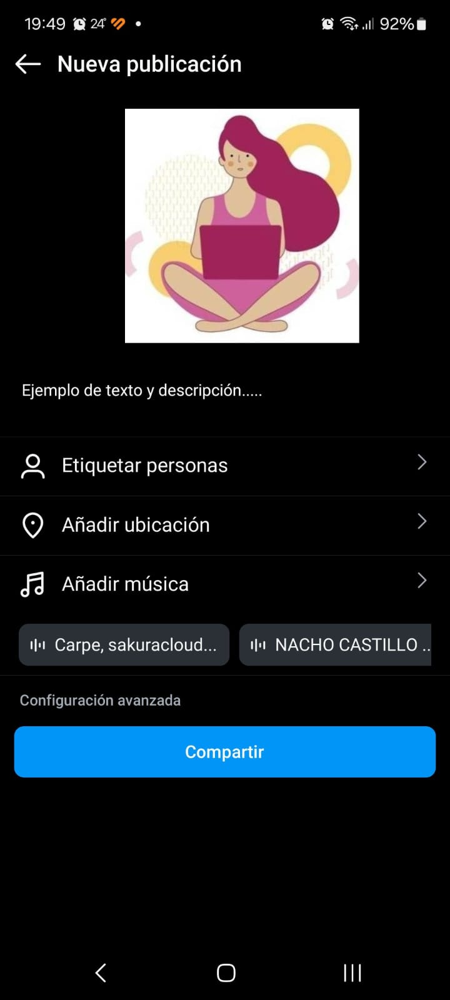 19:49 24° 92%
Nueva publicación
Ejemplo de texto y descripción.....
Etiquetar personas
Añadir ubicación
Añadir música
Carpe, sakuracloud... NACHO CASTILLO ..
Configuración avanzada
Compartir